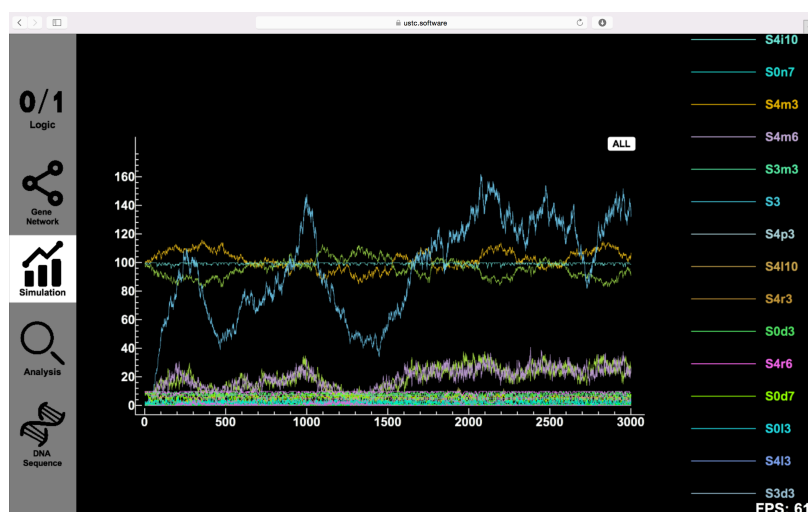 ustc.software
0/1
Logic
Gene
Network
Simulation
Analysis
DNA
Sequence
ALL
160
140
120
100
80
60
40
20
0
0 500 1000 1500 2000 2500 3000
S4i10
S0n7
S4m3
S4m6
S3m3
S3
S4p3
S4l10
S4r3
S0d3
S4r6
S0d7
S0l3
S4l3
S3d3
FPS: 61